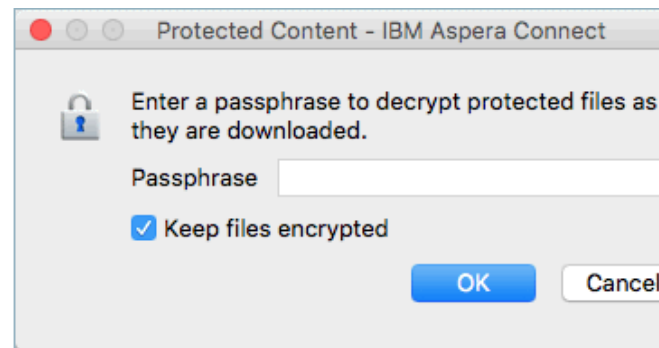 Protected Content - IBM Aspera Connect
Enter a passphrase to decrypt protected files as
they are downloaded.
Passphrase
Keep files encrypted
OK Cancel